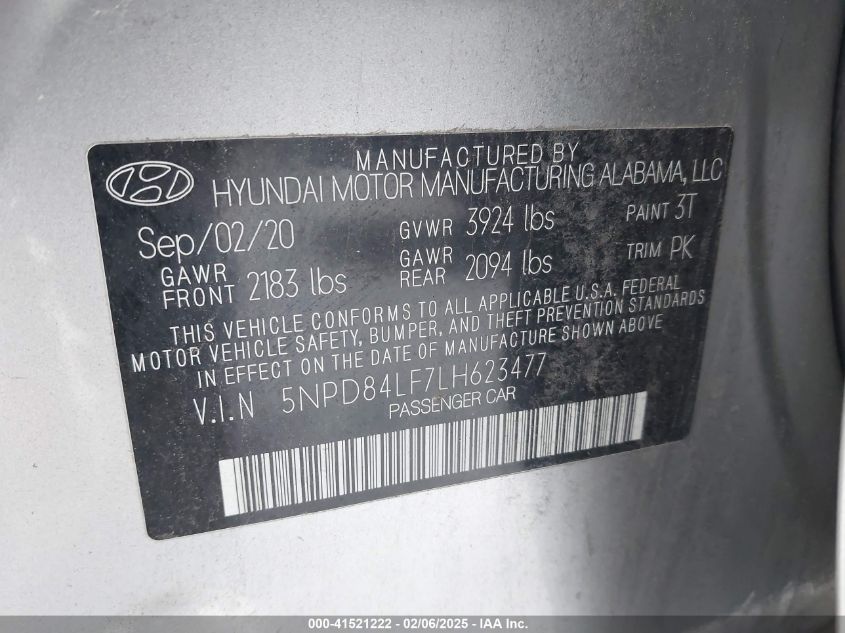 MANUFACTURED BY
HYUNDAI MOTOR MANUFACTURING ALABAMA, LLC
Sep/02/20 GVWR 3924 lbs PAINT 3T
GAWR FRONT 2183 lbs GAWR REAR 2094 lbs TRIM PK
THIS VEHICLE CONFORMS TO ALL APPLICABLE U.S.A. FEDERAL
MOTOR VEHICLE SAFETY, BUMPER, AND THEFT PREVENTION STANDARDS
IN EFFECT ON THE DATE OF MANUFACTURE SHOWN ABOVE
V.I.N 5NPD84LF7LH623477
PASSENGER CAR
000-41521222 - 02/06/2025 - IAA Inc.